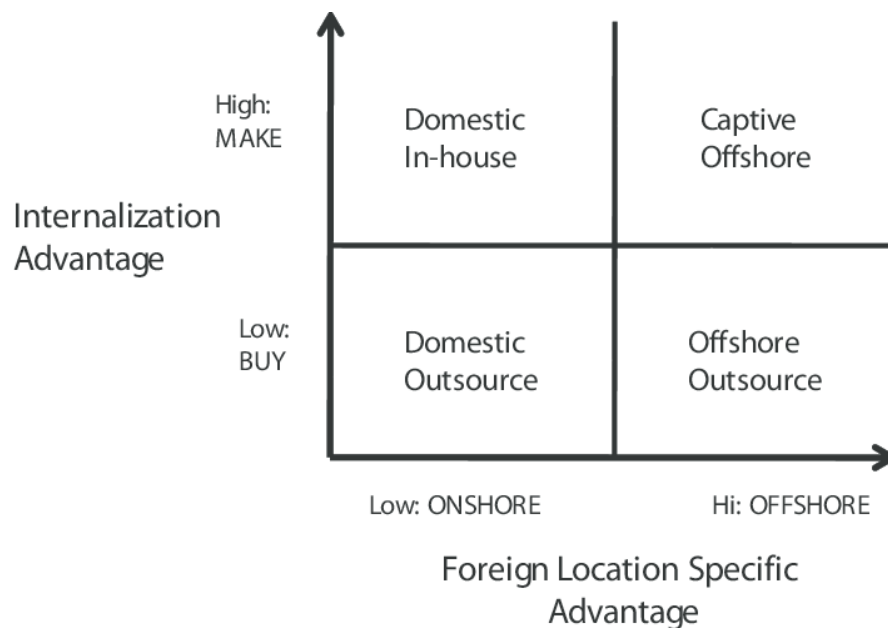 High:
MAKE
Domestic
In-house
Captive
Offshore
Internalization
Advantage
Low:
BUY
Domestic
Outsource
Offshore
Outsource
Low: ONSHORE
Hi: OFFSHORE
Foreign Location Specific
Advantage